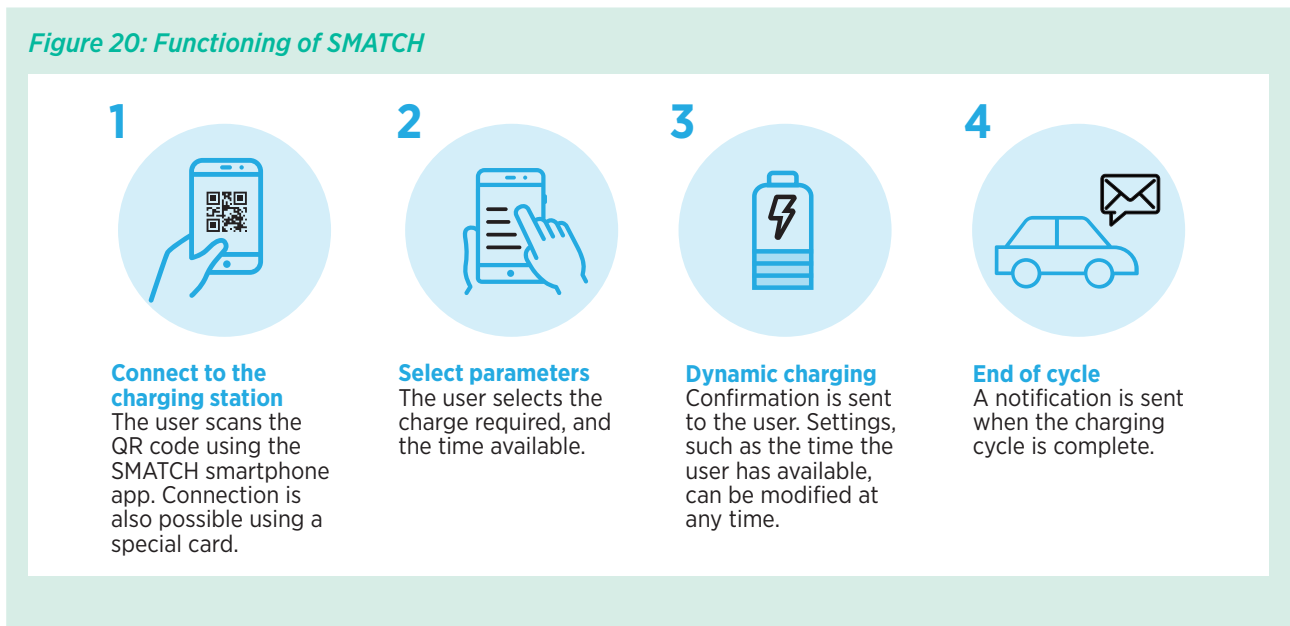 Figure 20: Functioning of SMATCH
1
Connect to the
charging station
The user scans the
QR code using the
SMATCH smartphone
app. Connection is
also possible using a
special card.
2
Select parameters
The user selects the
charge required, and
the time available.
3
Dynamic charging
Confirmation is sent
to the user. Settings,
such as the time the
user has available,
can be modified at
any time.
4
End of cycle
A notification is sent
when the charging
cycle is complete.